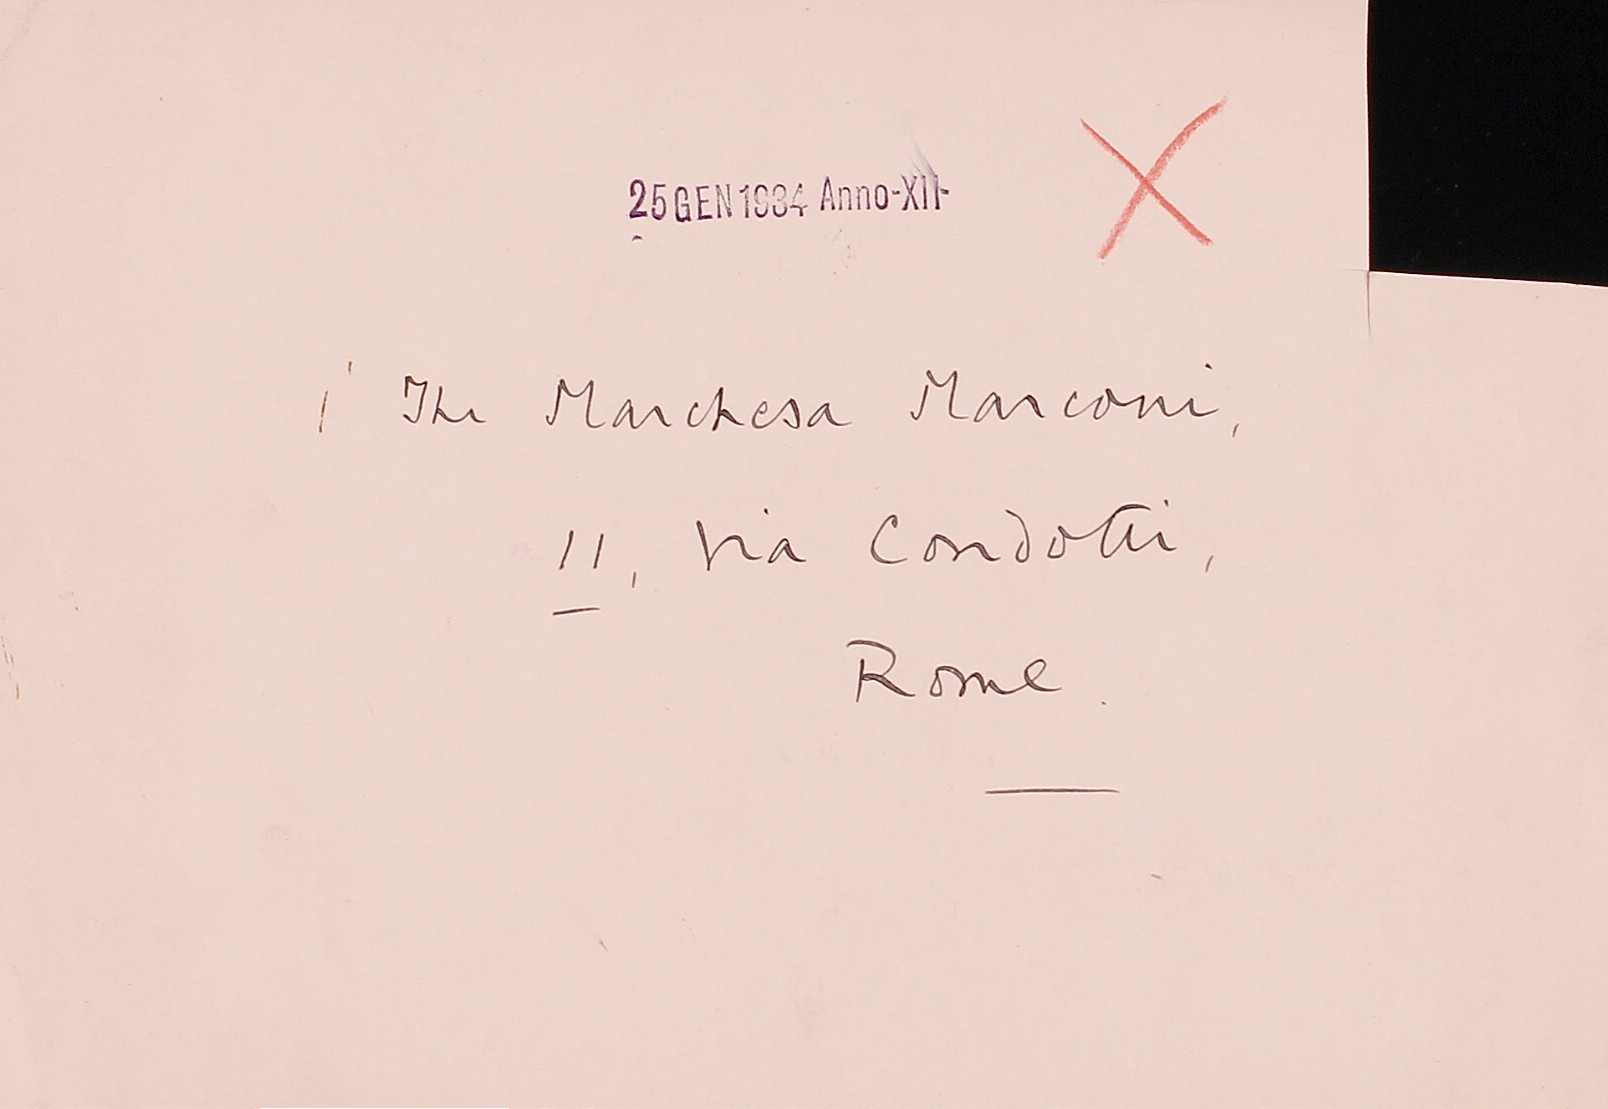 25 GEN 1934 Anno-XII-
The Marchesa Marconi,
11, Via Condotti,
Rome.